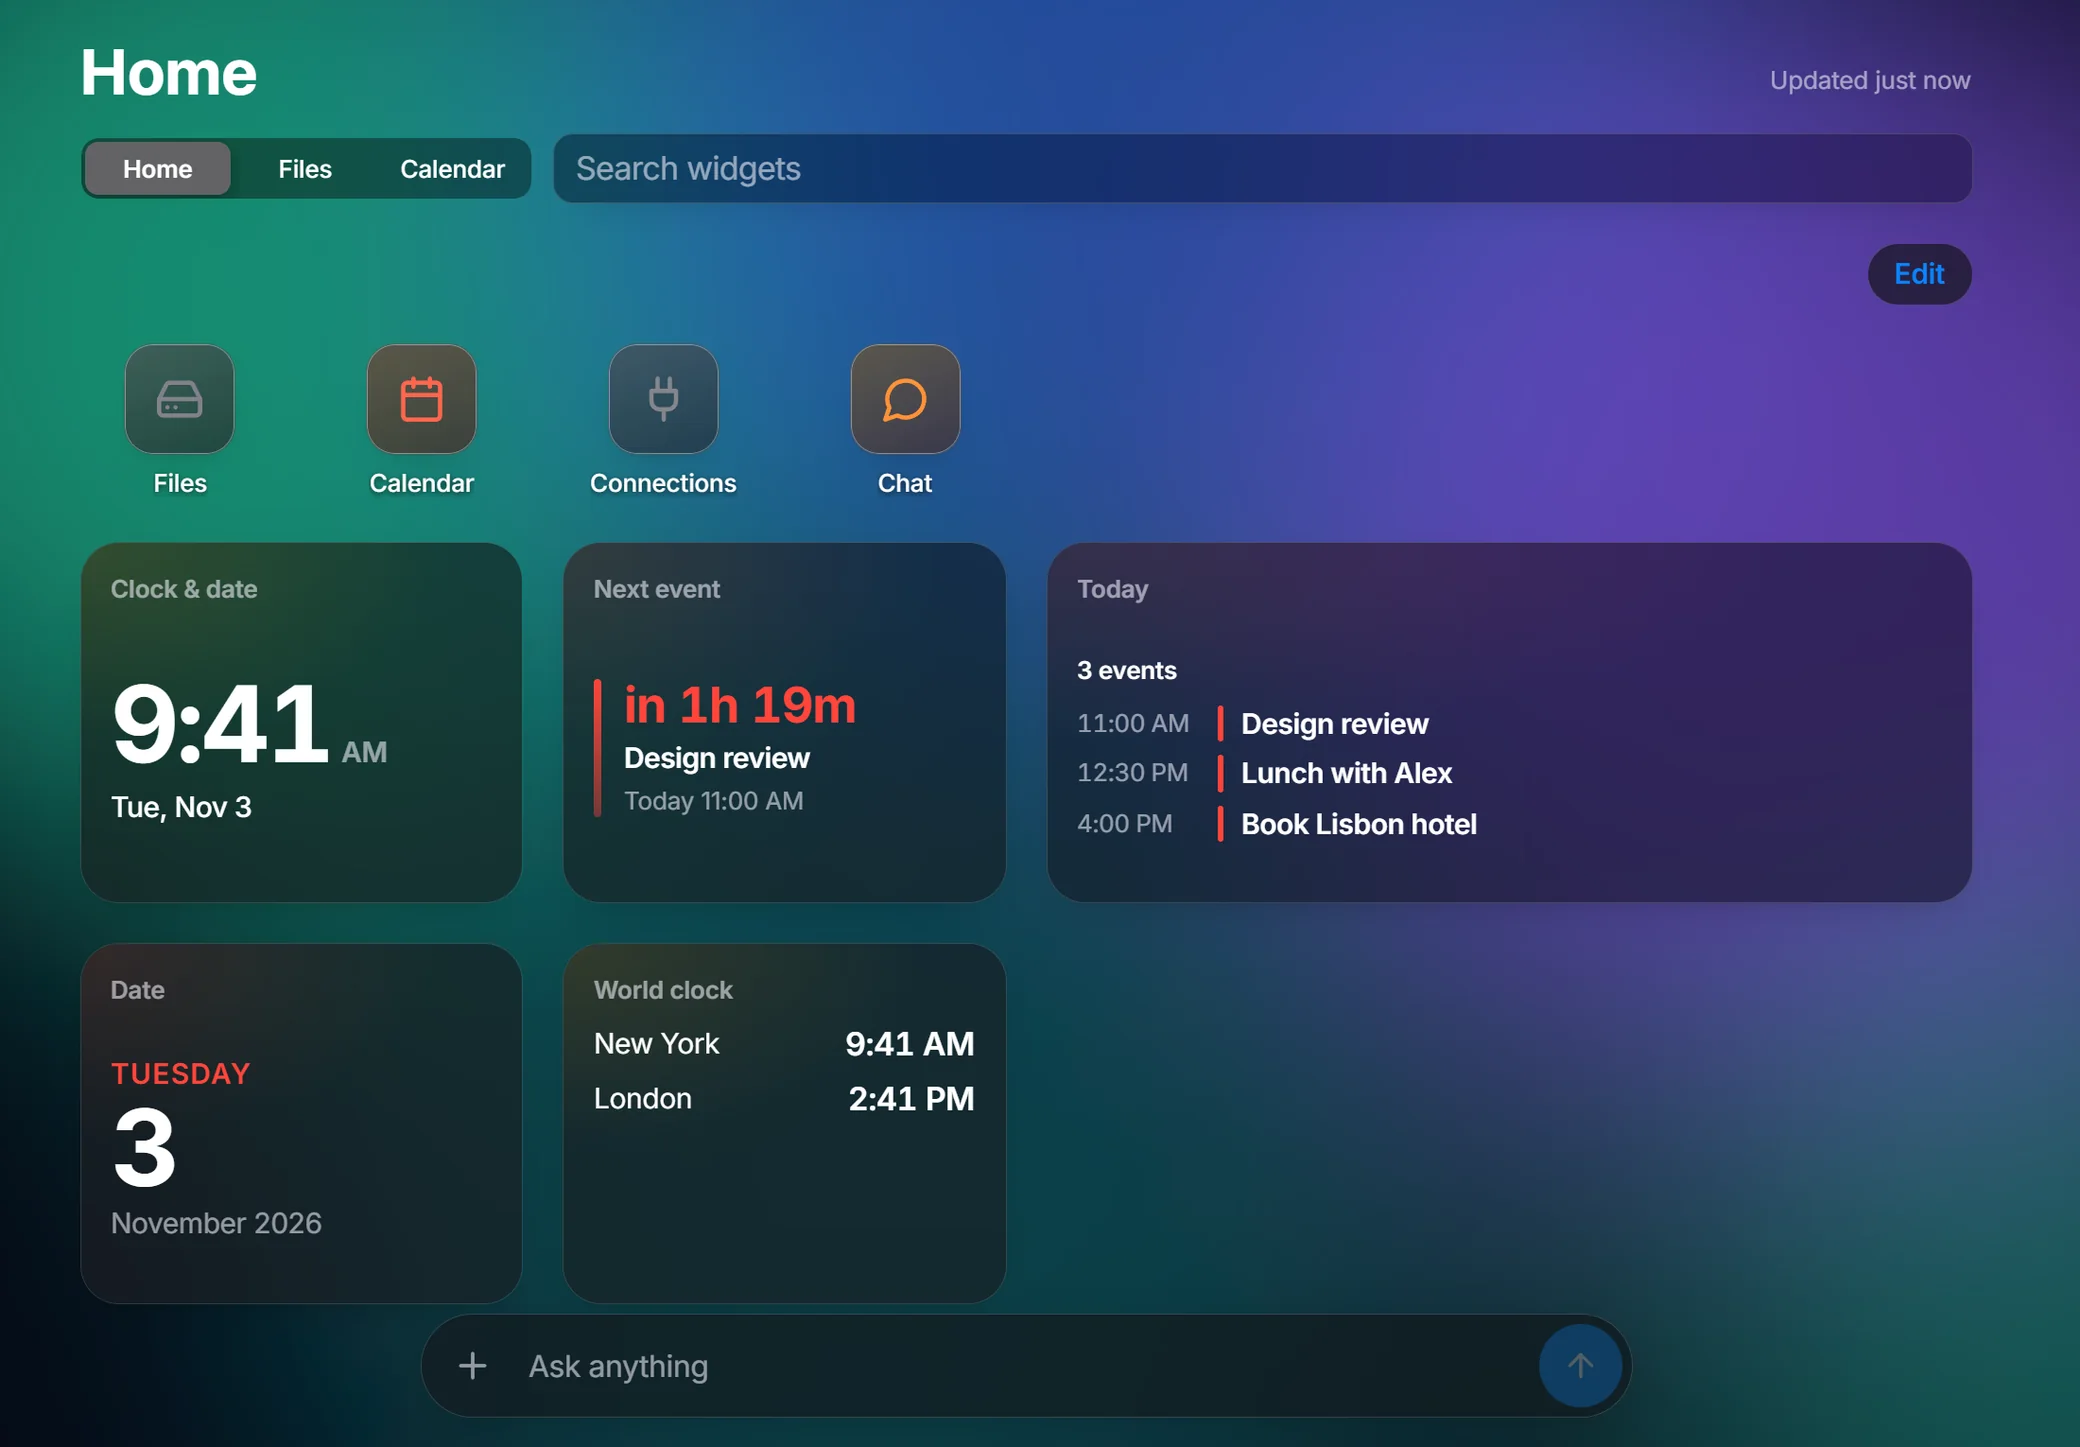 Home
Updated just now
Home Files Calendar
Search widgets
Edit
Files Calendar Connections Chat
Clock & date
9:41 AM
Tue, Nov 3
Next event
in 1h 19m
Design review
Today 11:00 AM
Today
3 events
11:00 AM Design review
12:30 PM Lunch with Alex
4:00 PM Book Lisbon hotel
Date
TUESDAY
3
November 2026
World clock
New York 9:41 AM
London 2:41 PM
Ask anything